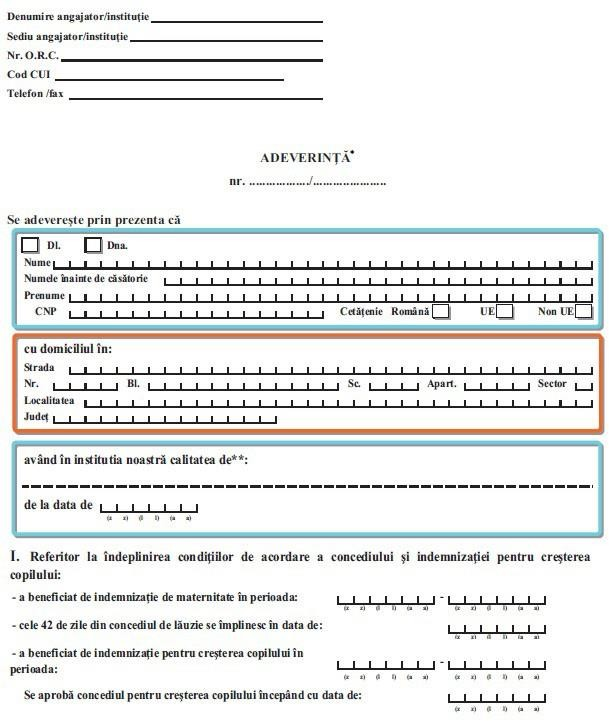 Denumire angajator/instituție
Sediu angajator/instituție
Nr. O.R.C.
Cod CUI
Telefon /fax
ADEVERINȚĂ*
nr. ................./......................
Se adeverește prin prezenta că
Dl. Dna.
Nume
Numele înainte de căsătorie
Prenume
CNP Cetățenie Română UE Non UE
cu domiciliul în:
Strada
Nr. Bl. Sc. Apart. Sector
Localitatea
Județ
având în institutia noastră calitatea de**:
de la data de
(z z) (l l) (a a)
I. Referitor la îndeplinirea condițiilor de acordare a concediului și indemnizației pentru creșterea
copilului:
- a beneficiat de indemnizație de maternitate în perioada: -
(z z) (l l) (a a) (z z) (l l) (a a)
- cele 42 de zile din concediul de lăuzie se împlinesc în data de:
(z z) (l l) (a a)
- a beneficiat de indemnizație pentru creșterea copilului în
perioada: -
(z z) (l l) (a a) (z z) (l l) (a a)
Se aprobă concediul pentru creșterea copilului începând cu data de:
(z z) (l l) (a a)